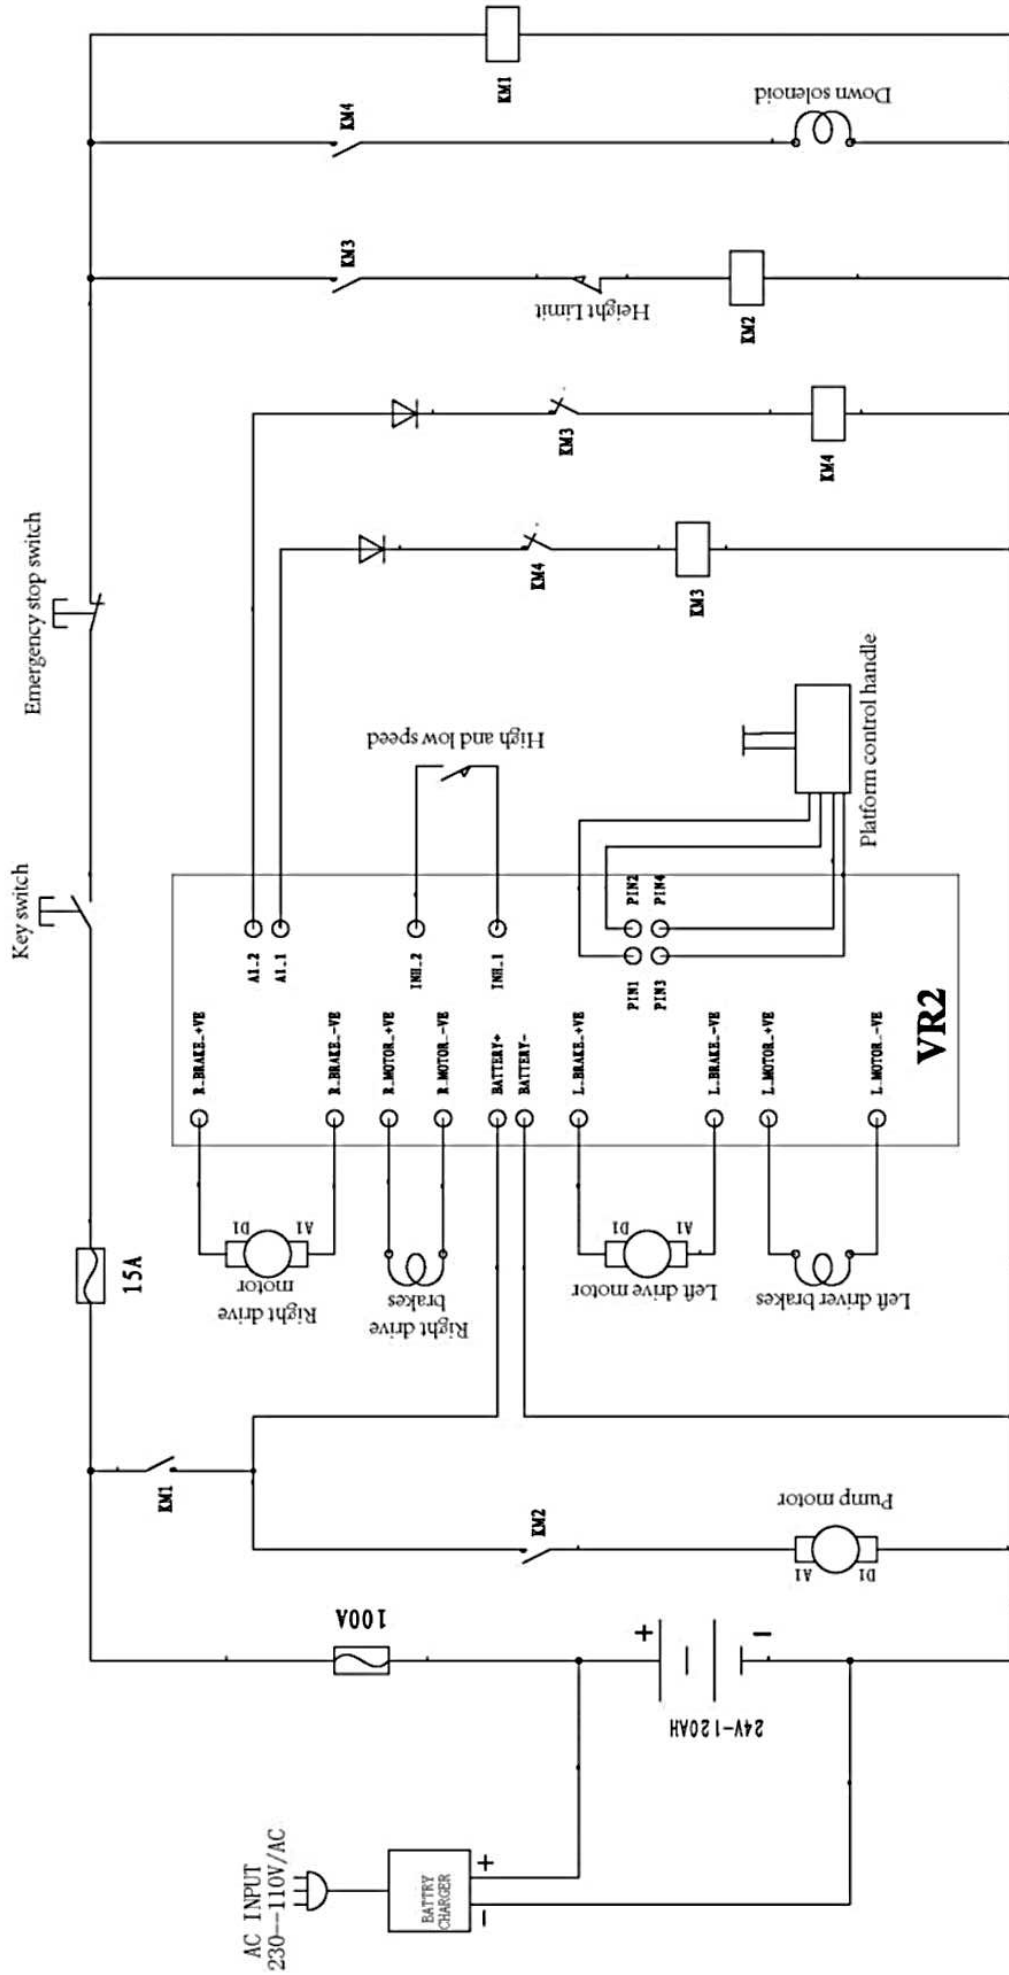 KM1
KM4
Down solenoid
KM3
Height Limit
KM2
KM3
KM4
Emergency stop switch
KM4
KM3
High and low speed
Platform control handle
Key switch
A1-2
A1-1
INH-2
INH-1
PIN1
PIN2
PIN3
PIN4
R-BRAKE-+VE
R-BRAKE--VE
R-MOTOR-+VE
R-MOTOR--VE
BATTERY+
BATTERY-
L-BRAKE-+VE
L-BRAKE--VE
L-MOTOR-+VE
L-MOTOR--VE
VR2
15A
D1
A1
Right drive
motor
Right drive
brakes
D1
A1
Left drive motor
Left driver brakes
KM1
KM2
Pump motor
A1
D1
100A
+
-
24V-120AH
AC INPUT
230--110V/AC
BATTRY
CHARGER
+
-